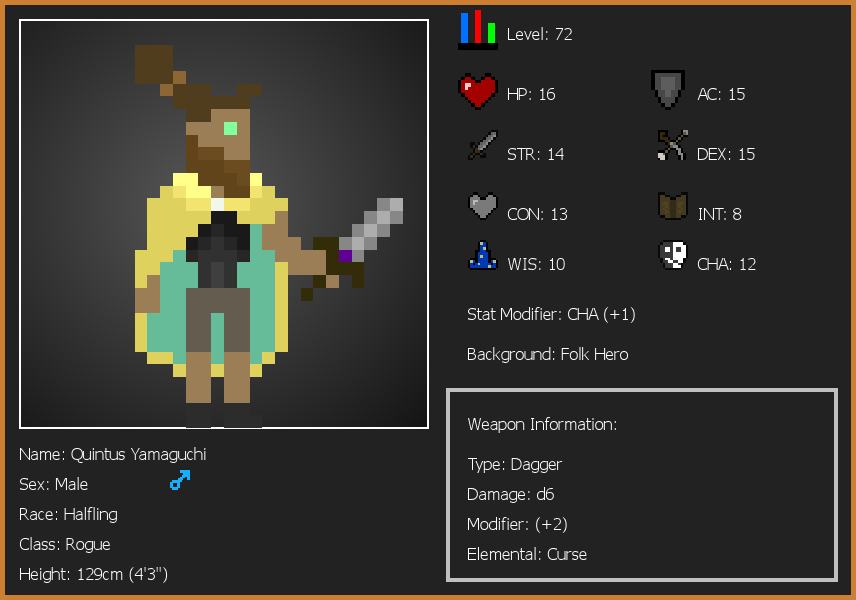 Level: 72
HP: 16
AC: 15
STR: 14
DEX: 15
CON: 13
INT: 8
WIS: 10
CHA: 12
Stat Modifier: CHA (+1)
Background: Folk Hero
Weapon Information:
Type: Dagger
Damage: d6
Modifier: (+2)
Elemental: Curse
Name: Quintus Yamaguchi
Sex: Male
Race: Halfling
Class: Rogue
Height: 129cm (4'3")